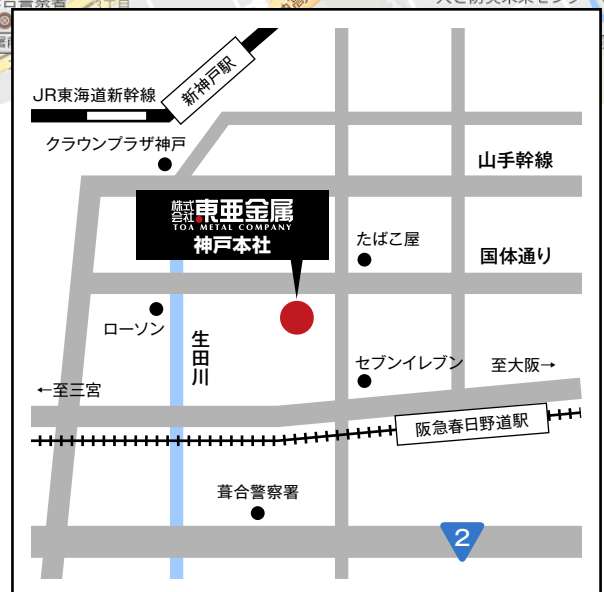 3丁目
JR東海道新幹線
新神戸駅
クラウンプラザ神戸
山手幹線
株式会社東亜金属
TOA METAL COMPANY
神戸本社
たばこ屋
国体通り
ローソン
生田川
セブンイレブン
至大阪→
←至三宮
阪急春日野道駅
葺合警察署
2